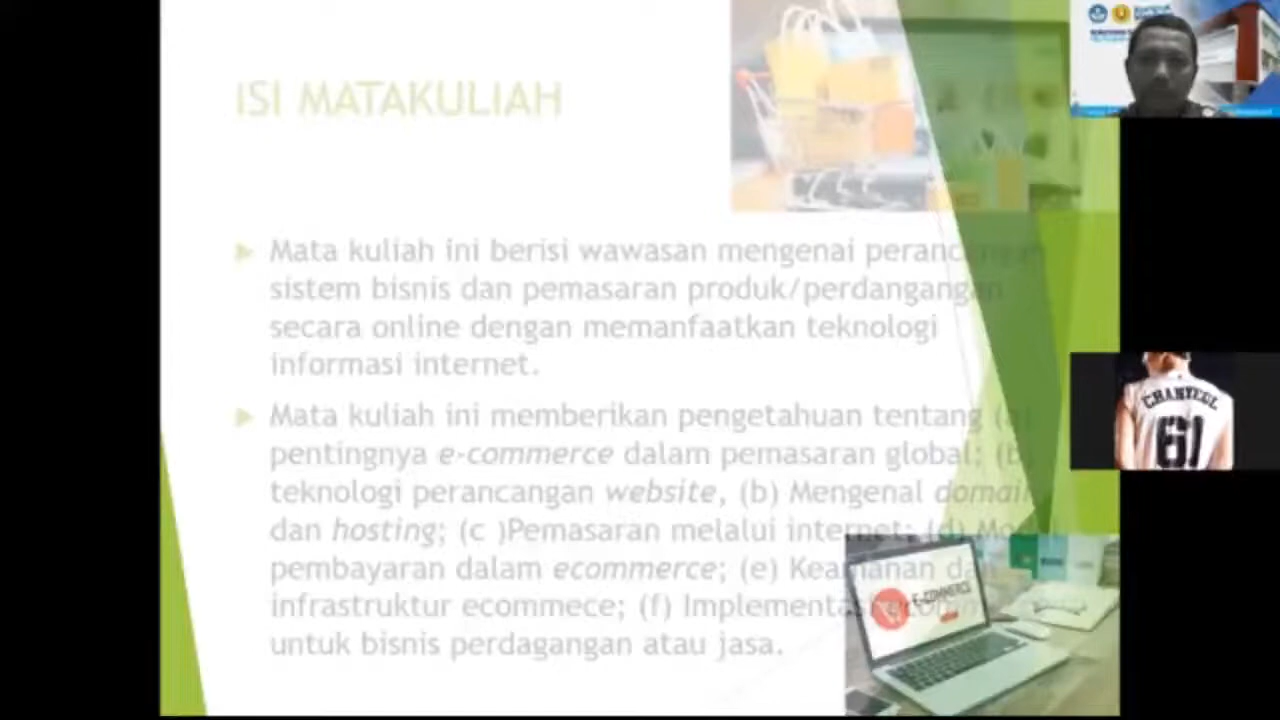 ISI MATAKULIAH
Mata kuliah ini berisi wawasan mengenai perancangan
sistem bisnis dan pemasaran produk/perdangangan
secara online dengan memanfaatkan teknologi
informasi internet.
Mata kuliah ini memberikan pengetahuan tentang (a)
pentingnya e-commerce dalam pemasaran global; (b)
teknologi perancangan website, (b) Mengenal domain
dan hosting; (c )Pemasaran melalui internet; (d) Model
pembayaran dalam ecommerce; (e) Keamanan dan
infrastruktur ecommece; (f) Implementasi
untuk bisnis perdagangan atau jasa.
E-COMMERCE
CHANYEOL
61